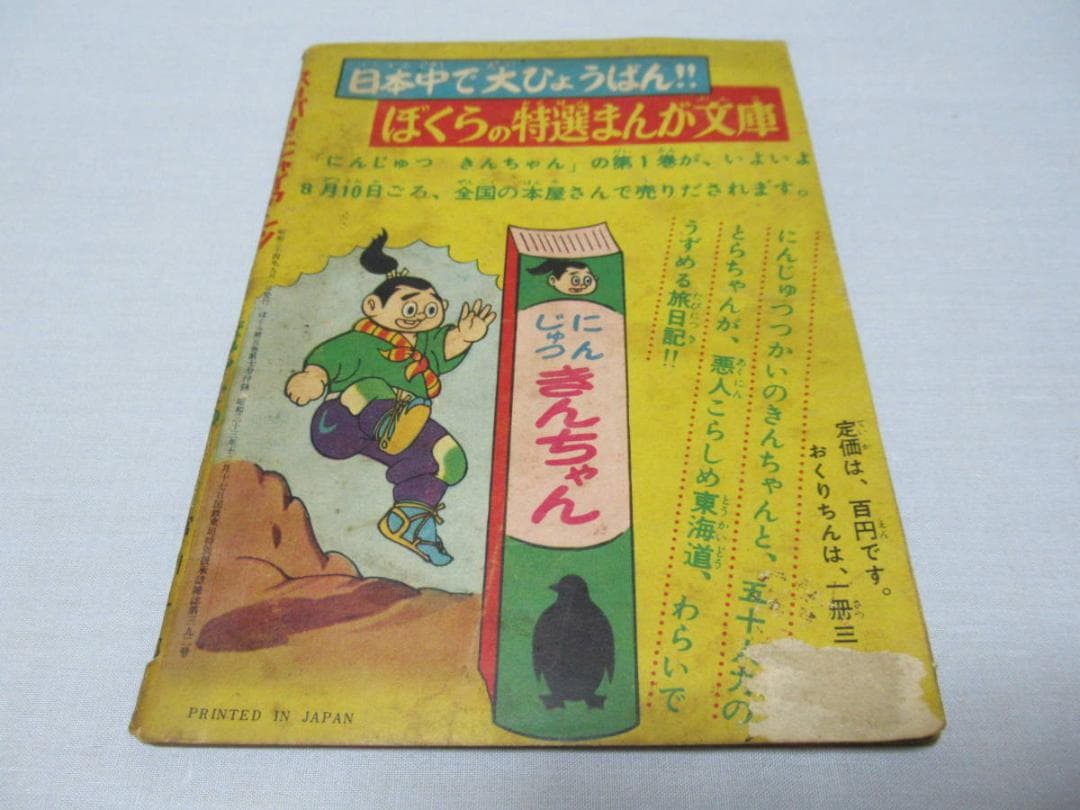 日本中で大ひょうばん!!
ぼくらの特選まんが文庫
「にんじゅつ きんちゃん」の第1巻が、いよいよ
8月10日ごろ、全国の本屋さんで売りだされます。
にんじゅつつかいのきんちゃんと、五十
とらちゃんが、悪人こらしめ東海道、わらいで
うずめる旅日記!!
にん
じゅつ
きんちゃん
定価は、百円です。
おくりちんは、一冊三
PRINTED IN JAPAN